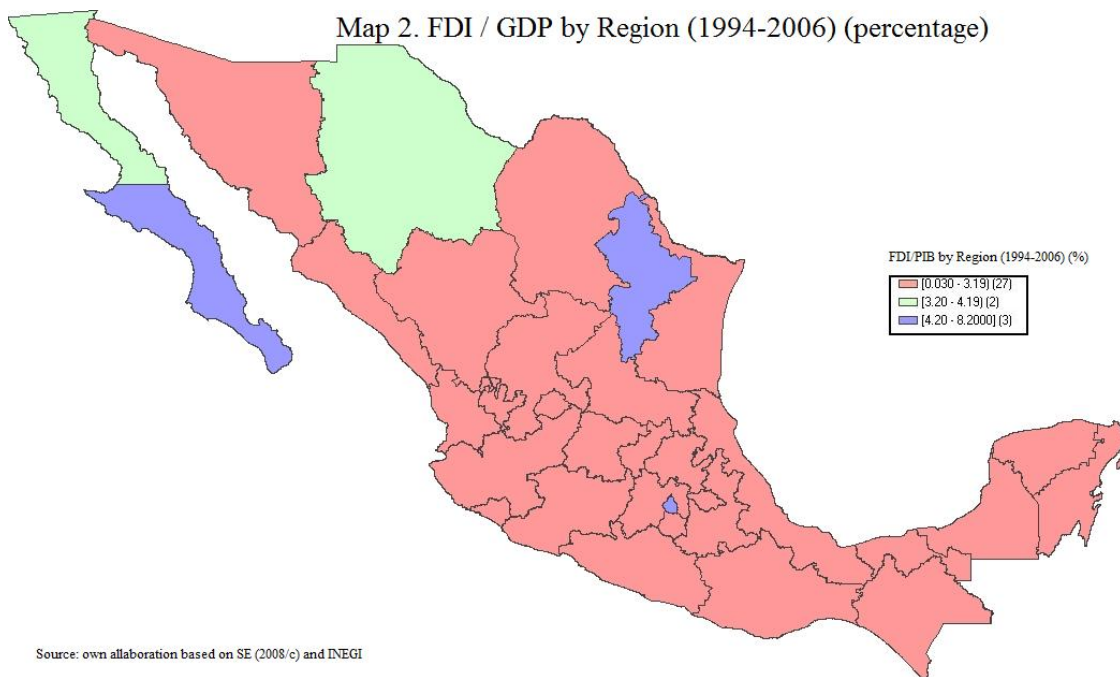 Map 2. FDI / GDP by Region (1994-2006) (percentage)
FDI/PIB by Region (1994-2006) (%)
[0.030 - 3.19) (27)
[3.20 - 4.19) (2)
[4.20 - 8.2000] (3)
Source: own allaboration based on SE (2008/c) and INEGI